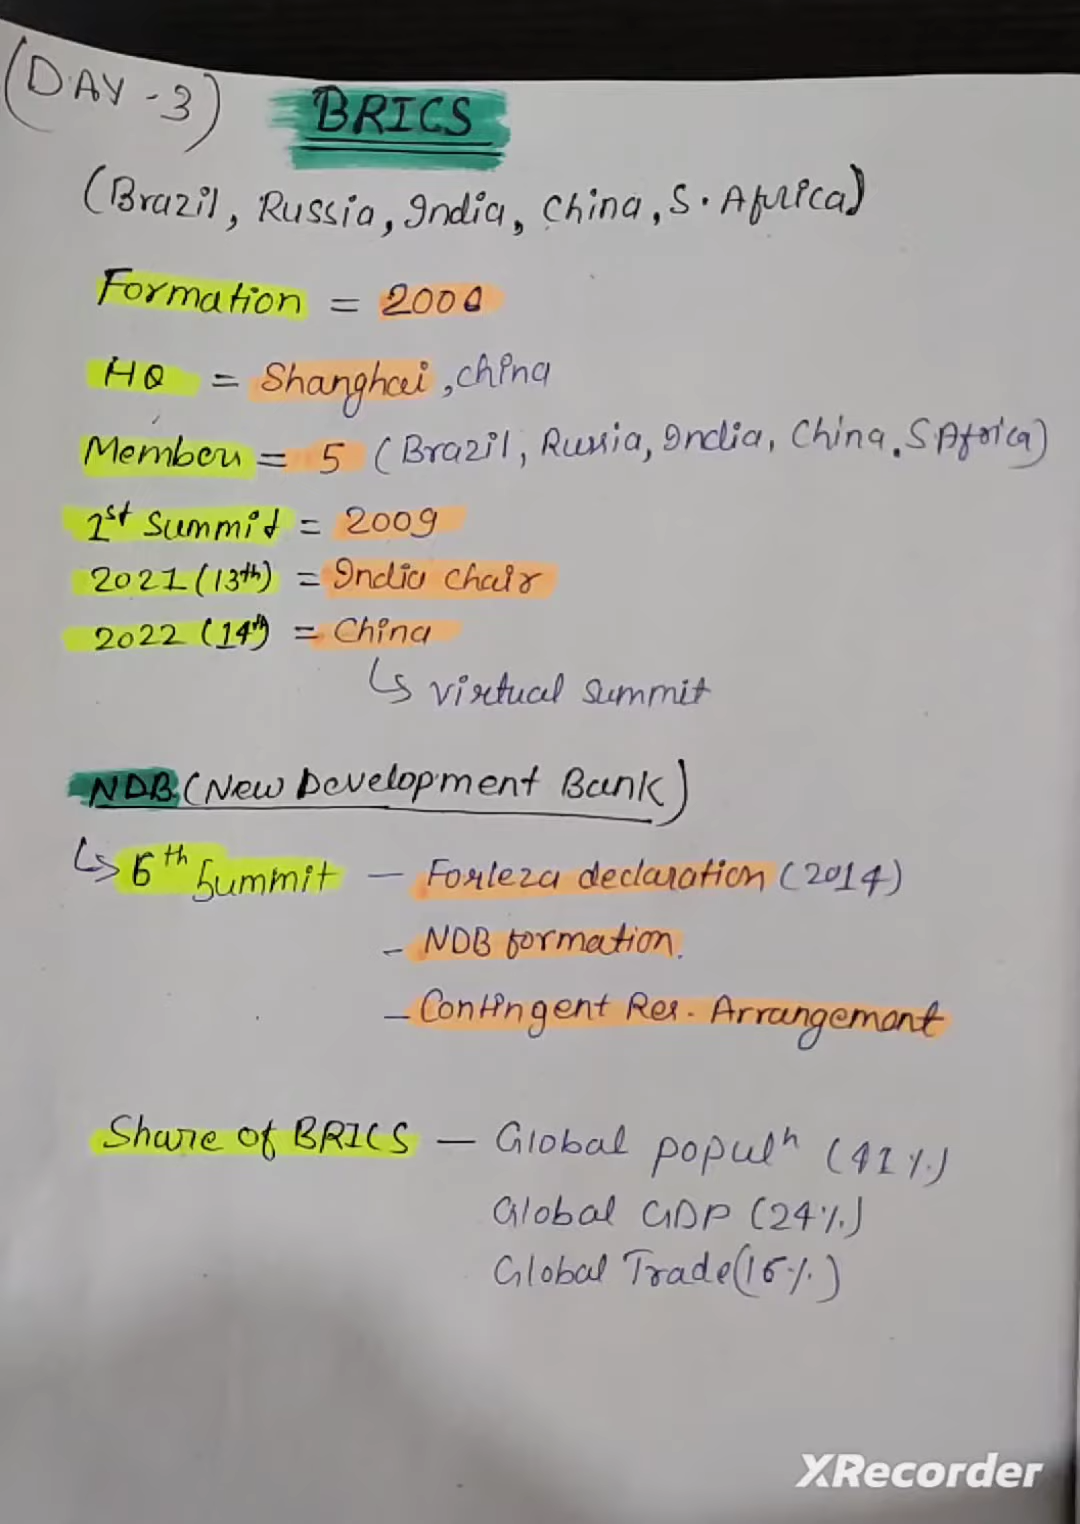 (DAY-3)
BRICS
(Brazil, Russia, India, China, S. Africa)
Formation =
HQ = Shanghai, china
Member = 5 (Brazil, Russia, India, China, S Africa)
1st Summit = 2009
2021 (13th) = India chair
2022 (14th) = China
↳ virtual summit
NDB (New Development Bank)
↳ 6th Summit - Forleza declaration (2014)
- NDB formation.
- Contingent Res. Arrangement
Share of BRICS - Global populn (41%)
Global GDP (24%)
Global Trade (16%)
XRecorder